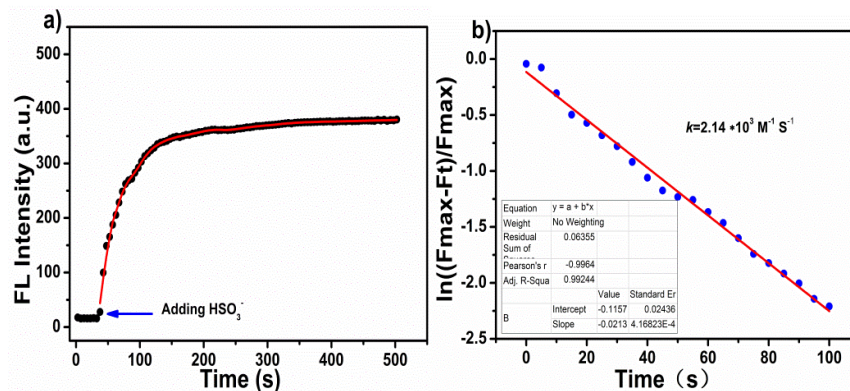 a)
550
500
400
300
200
100
0
FL Intensity (a.u.)
Adding HSO₃⁻
0 100 200 300 400 500
Time (s)
b)
0.0
-0.5
-1.0
-1.5
-2.0
-2.5
ln((Fmax-Ft)/Fmax)
k=2.14 *10³ M⁻¹ S⁻¹
Equation y = a + b*x
Weight No Weighting
Residual 0.06355
Sum of
Pearson's r -0.9964
Adj. R-Squa 0.99244
Value Standard Er
B
Intercept -0.1157 0.02436
Slope -0.0213 4.16823E-4
0 20 40 60 80 100
Time (s)